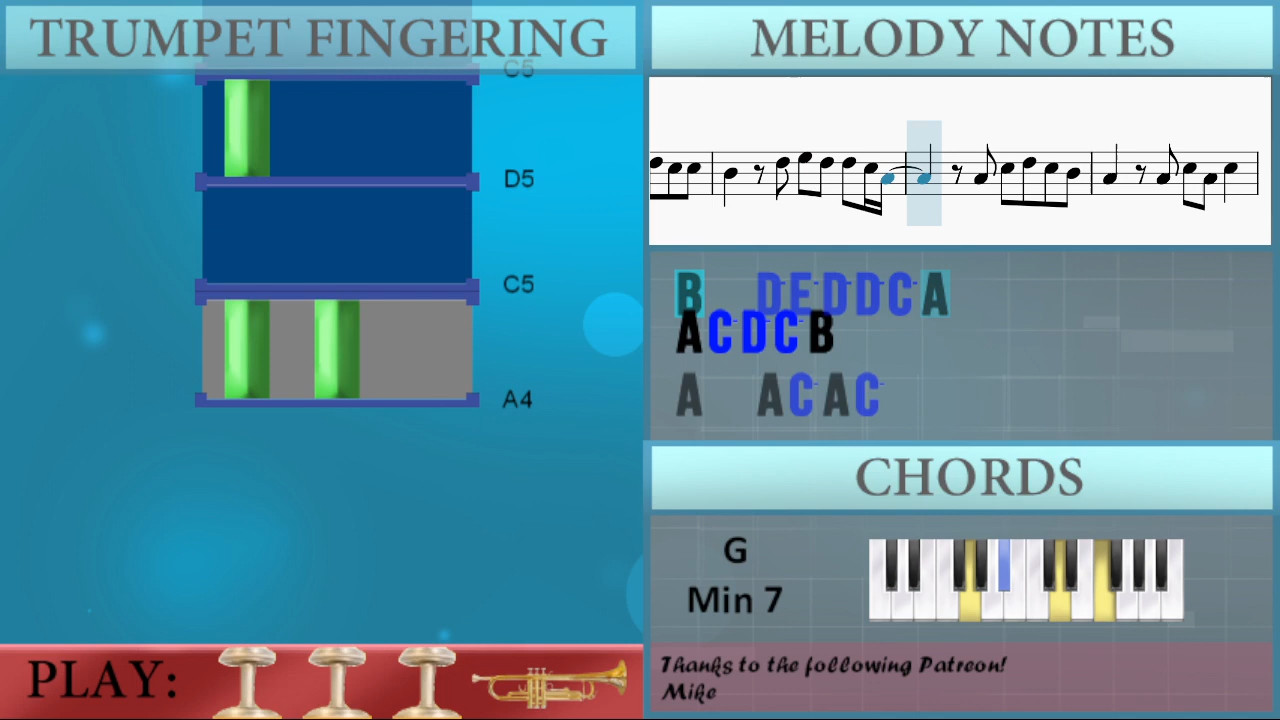 TRUMPET FINGERING
C5
D5
C5
A4
PLAY:
MELODY NOTES
B DEDDCA
ACDCB
A ACAC
CHORDS
G
Min 7
Thanks to the following Patreon!
Mike